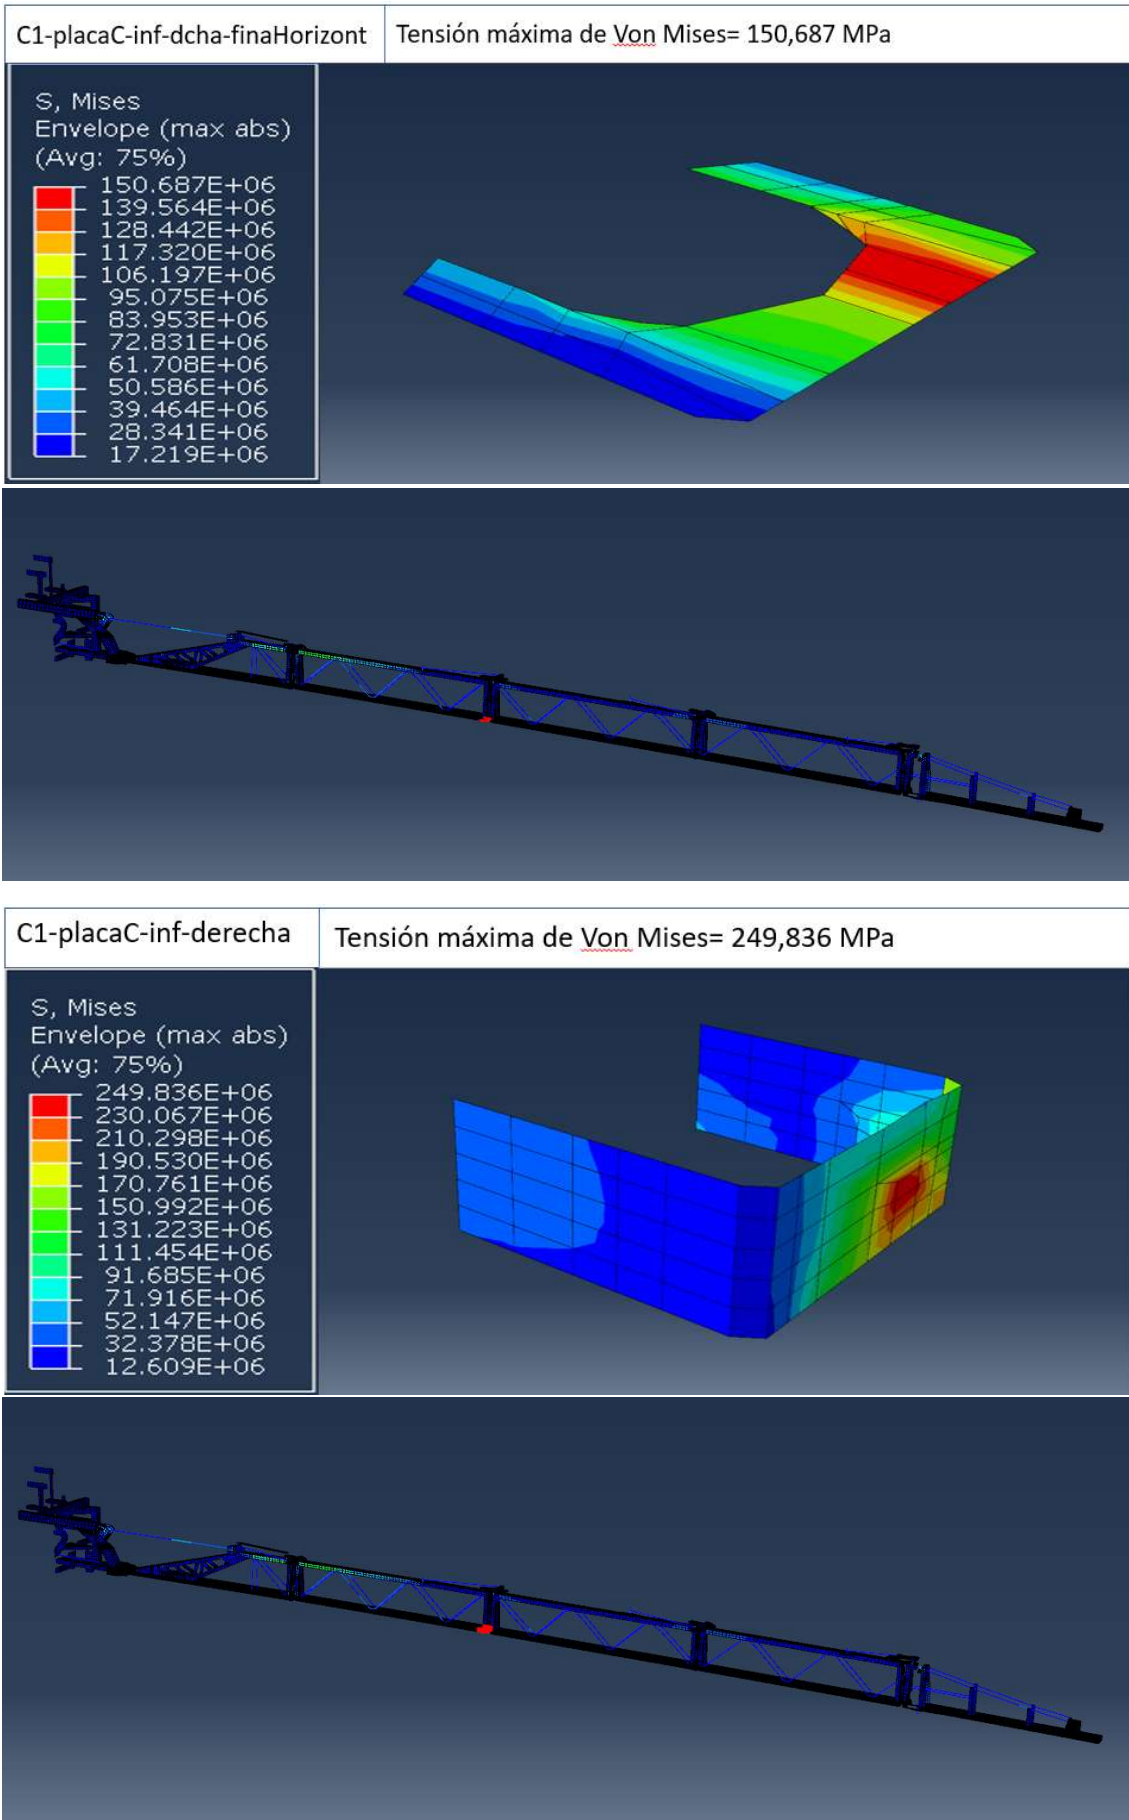 C1-placaC-inf-dcha-finaHorizont
Tensión máxima de Von Mises= 150,687 MPa
S, Mises
Envelope (max abs)
(Avg: 75%)
150.687E+06
139.564E+06
128.442E+06
117.320E+06
106.197E+06
95.075E+06
83.953E+06
72.831E+06
61.708E+06
50.586E+06
39.464E+06
28.341E+06
17.219E+06
C1-placaC-inf-derecha
Tensión máxima de Von Mises= 249,836 MPa
S, Mises
Envelope (max abs)
(Avg: 75%)
249.836E+06
230.067E+06
210.298E+06
190.530E+06
170.761E+06
150.992E+06
131.223E+06
111.454E+06
91.685E+06
71.916E+06
52.147E+06
32.378E+06
12.609E+06